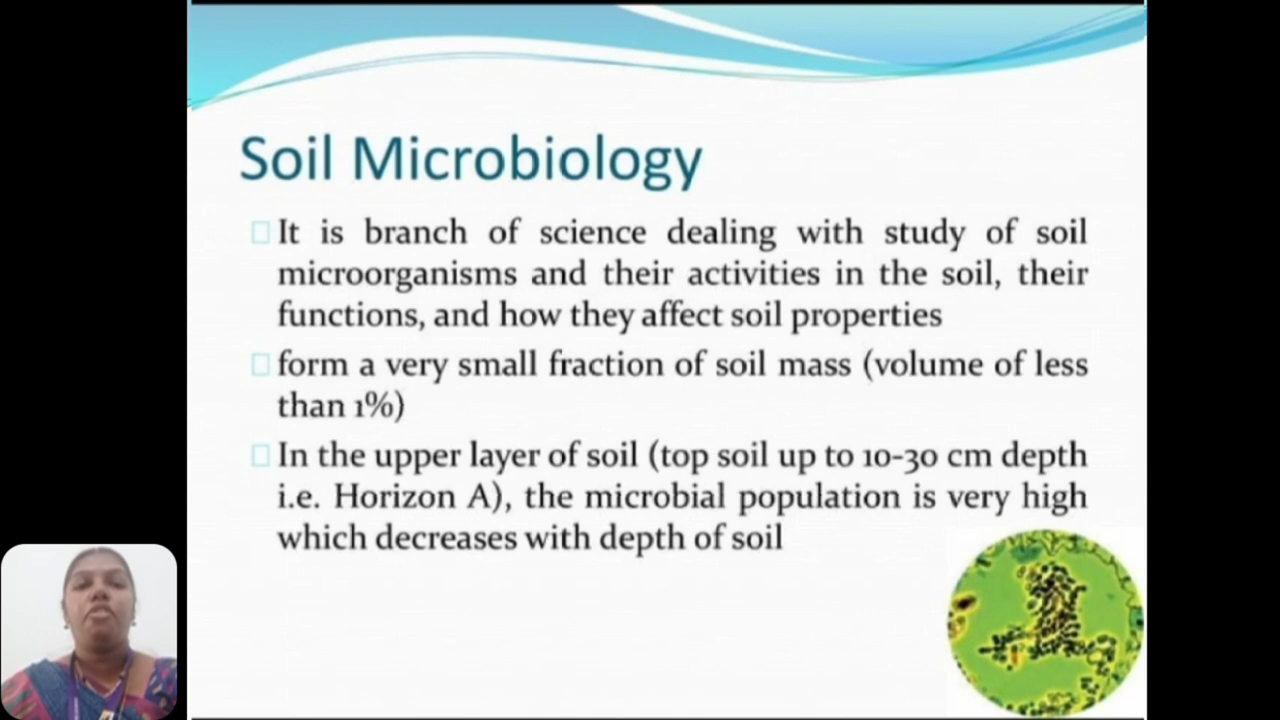 Soil Microbiology
It is branch of science dealing with study of soil
microorganisms and their activities in the soil, their
functions, and how they affect soil properties
form a very small fraction of soil mass (volume of less
than 1%)
In the upper layer of soil (top soil up to 10-30 cm depth
i.e. Horizon A), the microbial population is very high
which decreases with depth of soil